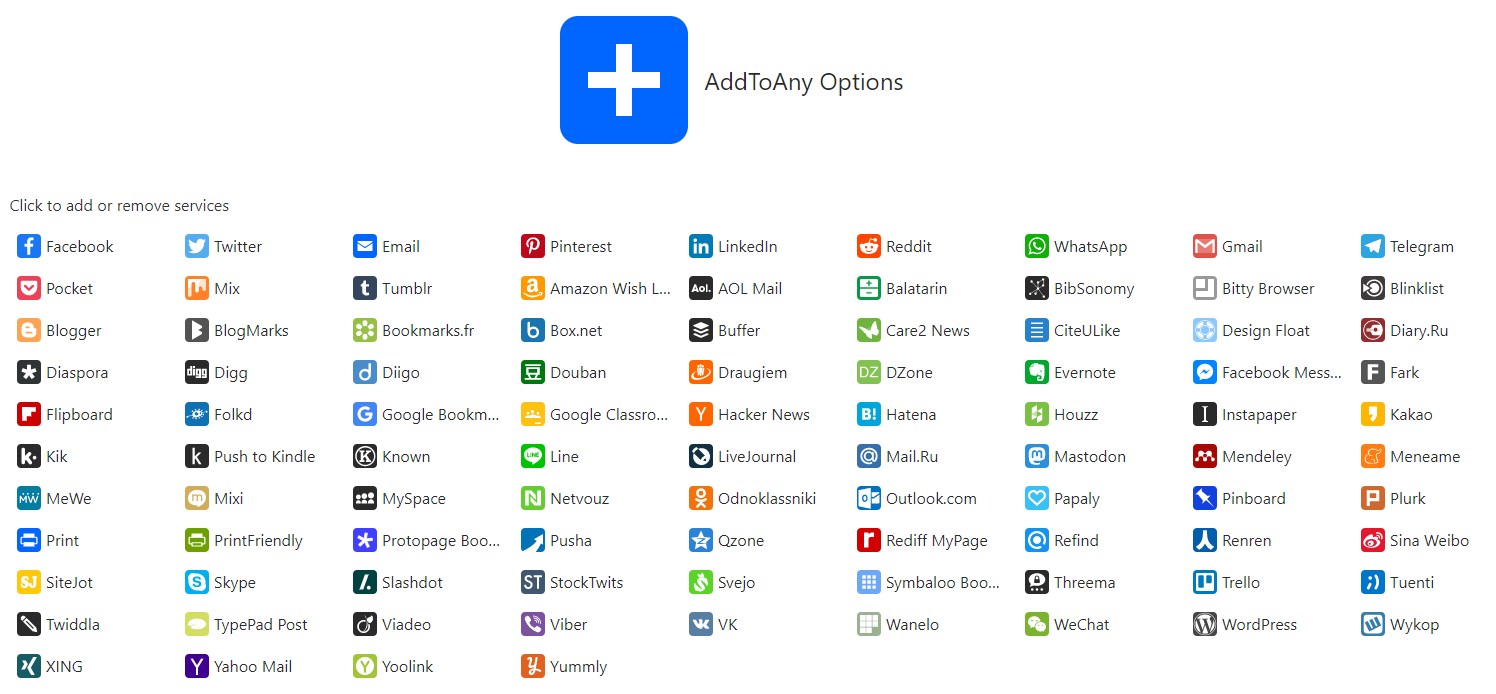 AddToAny Options
Click to add or remove services
Facebook Twitter Email Pinterest LinkedIn Reddit WhatsApp Gmail Telegram
Pocket Mix Tumblr Amazon Wish L... AOL Mail Balatarin BibSonomy Bitty Browser Blinklist
Blogger BlogMarks Bookmarks.fr Box.net Buffer Care2 News CiteULike Design Float Diary.Ru
Diaspora Digg Diigo Douban Draugiem DZone Evernote Facebook Mess... Fark
Flipboard Folkd Google Bookm... Google Classro... Hacker News Hatena Houzz Instapaper Kakao
Kik Push to Kindle Known Line LiveJournal Mail.Ru Mastodon Mendeley Meneame
MeWe Mixi MySpace Netvouz Odnoklassniki Outlook.com Papaly Pinboard Plurk
Print PrintFriendly Protopage Boo... Pusha Qzone Rediff MyPage Refind Renren Sina Weibo
SiteJot Skype Slashdot StockTwits Svejo Symbaloo Boo... Threema Trello Tuenti
Twiddla TypePad Post Viadeo Viber VK Wanelo WeChat WordPress Wykop
XING Yahoo Mail Yoolink Yummly